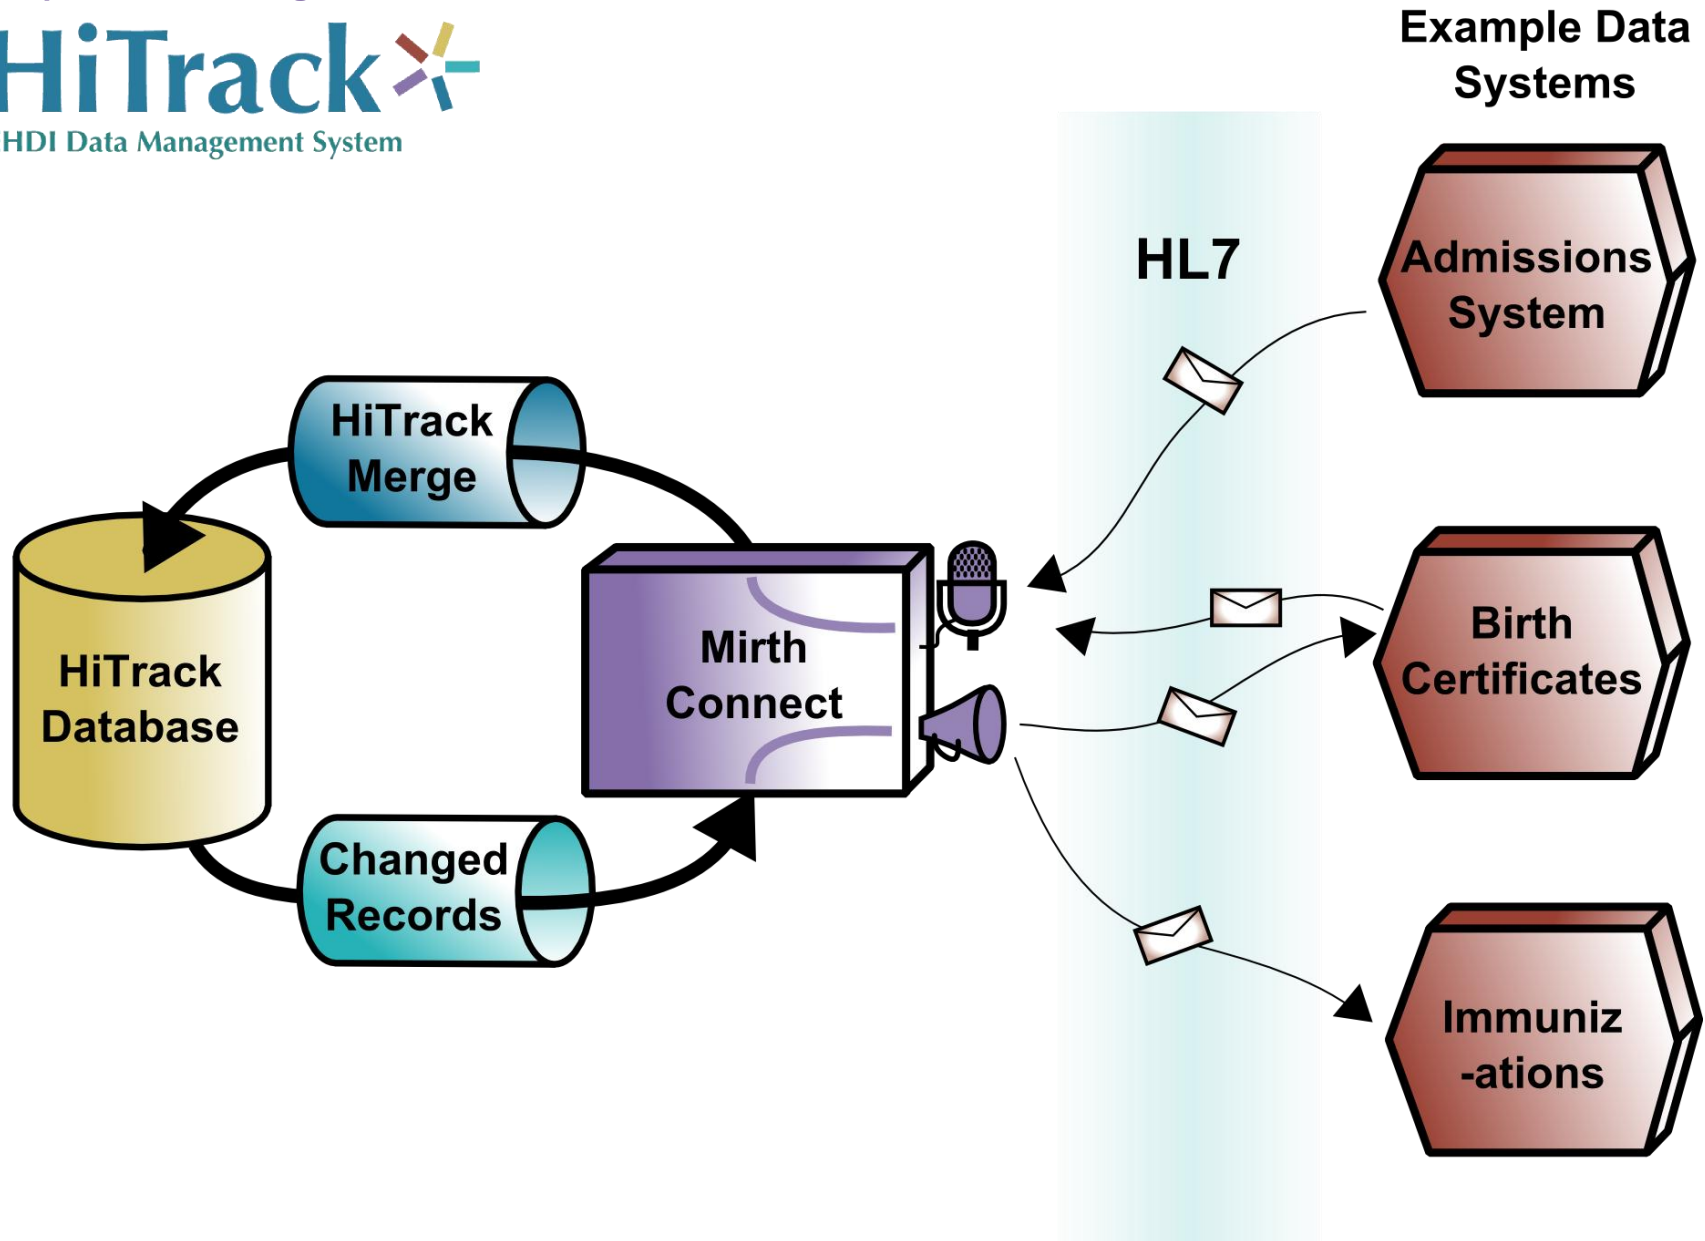 HiTrack
HDI Data Management System
Example Data
Systems
HL7
Admissions
System
HiTrack
Merge
Birth
Certificates
Mirth
Connect
HiTrack
Database
Changed
Records
Immuniz
-ations